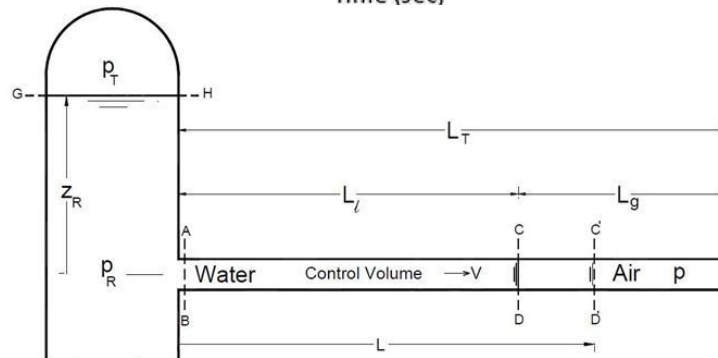 Time (sec)
p_T
G H
L_T
z_R
L_ℓ L_g
A C C'
p_R Water Control Volume →V Air p
B D D'
L